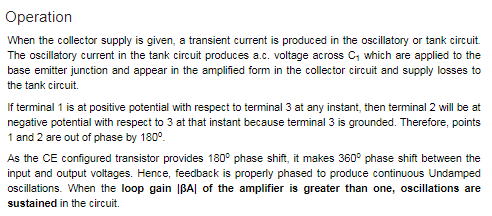 Operation
When the collector supply is given, a transient current is produced in the oscillatory or tank circuit.
The oscillatory current in the tank circuit produces a.c. voltage across C₁ which are applied to the
base emitter junction and appear in the amplified form in the collector circuit and supply losses to
the tank circuit.
If terminal 1 is at positive potential with respect to terminal 3 at any instant, then terminal 2 will be at
negative potential with respect to 3 at that instant because terminal 3 is grounded. Therefore, points
1 and 2 are out of phase by 180⁰.
As the CE configured transistor provides 180⁰ phase shift, it makes 360⁰ phase shift between the
input and output voltages. Hence, feedback is properly phased to produce continuous Undamped
oscillations. When the loop gain |βA| of the amplifier is greater than one, oscillations are
sustained in the circuit.